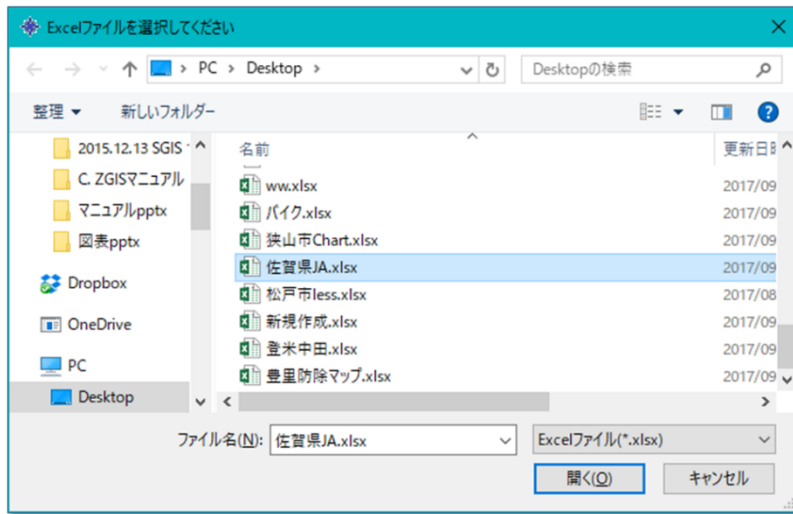 Excelファイルを選択してください
PC > Desktop >
Desktopの検索
整理 新しいフォルダー
名前 更新日時
2015.12.13 SGIS
C. ZGISマニュアル
マニュアルpptx
図表pptx
Dropbox
OneDrive
PC
Desktop
ww.xlsx 2017/09
バイク.xlsx 2017/09
狭山市Chart.xlsx 2017/09
佐賀県JA.xlsx 2017/09
松戸市less.xlsx 2017/08
新規作成.xlsx 2017/09
登米中田.xlsx 2017/09
豊里防除マップ.xlsx 2017/09
ファイル名(N): 佐賀県JA.xlsx Excelファイル(*.xlsx)
開く(O) キャンセル